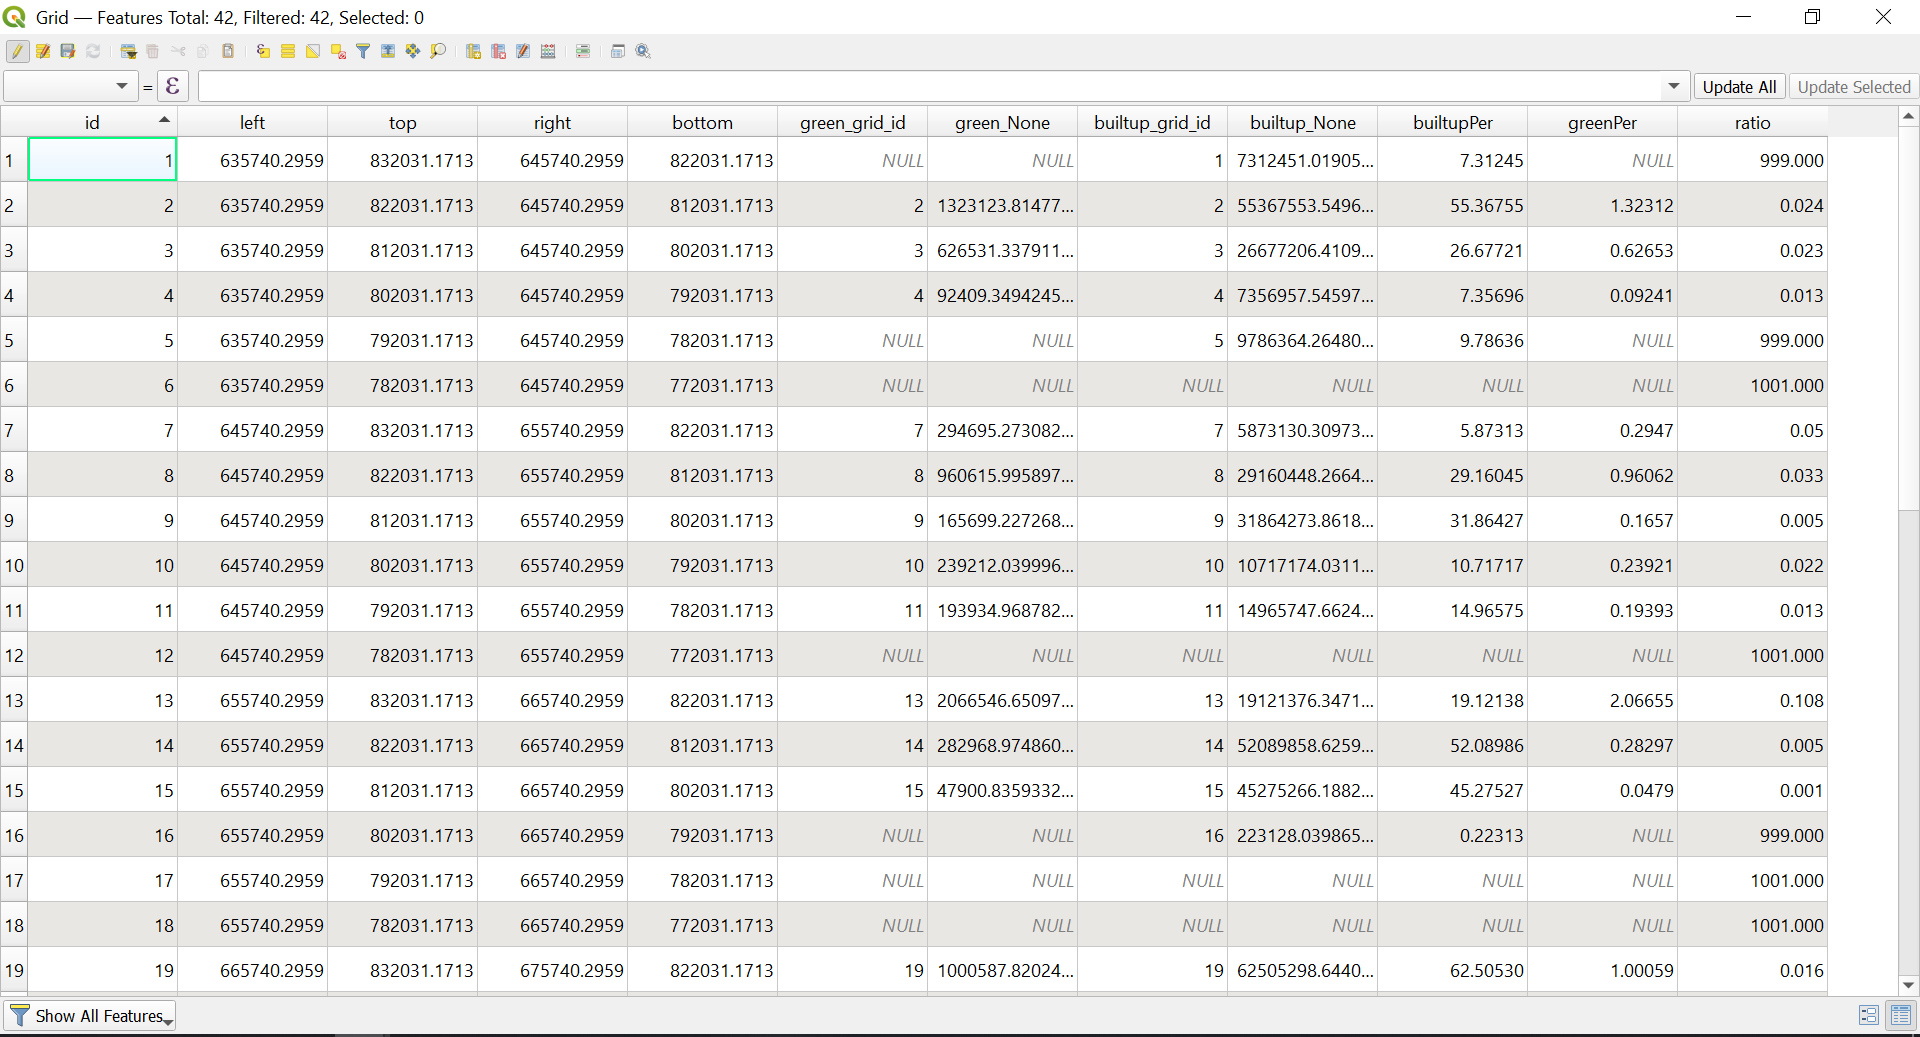 Grid — Features Total: 42, Filtered: 42, Selected: 0
= ε Update All Update Selected
id left top right bottom green_grid_id green_None builtup_grid_id builtup_None builtupPer greenPer ratio
1 1 635740.2959 832031.1713 645740.2959 822031.1713 NULL NULL 1 7312451.01905... 7.31245 NULL 999.000
2 2 635740.2959 822031.1713 645740.2959 812031.1713 2 1323123.81477... 2 55367553.5496... 55.36755 1.32312 0.024
3 3 635740.2959 812031.1713 645740.2959 802031.1713 3 626531.337911... 3 26677206.4109... 26.67721 0.62653 0.023
4 4 635740.2959 802031.1713 645740.2959 792031.1713 4 92409.3494245... 4 7356957.54597... 7.35696 0.09241 0.013
5 5 635740.2959 792031.1713 645740.2959 782031.1713 NULL NULL 5 9786364.26480... 9.78636 NULL 999.000
6 6 635740.2959 782031.1713 645740.2959 772031.1713 NULL NULL NULL NULL NULL NULL 1001.000
7 7 645740.2959 832031.1713 655740.2959 822031.1713 7 294695.273082... 7 5873130.30973... 5.87313 0.2947 0.05
8 8 645740.2959 822031.1713 655740.2959 812031.1713 8 960615.995897... 8 29160448.2664... 29.16045 0.96062 0.033
9 9 645740.2959 812031.1713 655740.2959 802031.1713 9 165699.227268... 9 31864273.8618... 31.86427 0.1657 0.005
10 10 645740.2959 802031.1713 655740.2959 792031.1713 10 239212.039996... 10 10717174.0311... 10.71717 0.23921 0.022
11 11 645740.2959 792031.1713 655740.2959 782031.1713 11 193934.968782... 11 14965747.6624... 14.96575 0.19393 0.013
12 12 645740.2959 782031.1713 655740.2959 772031.1713 NULL NULL NULL NULL NULL NULL 1001.000
13 13 655740.2959 832031.1713 665740.2959 822031.1713 13 2066546.65097... 13 19121376.3471... 19.12138 2.06655 0.108
14 14 655740.2959 822031.1713 665740.2959 812031.1713 14 282968.974860... 14 52089858.6259... 52.08986 0.28297 0.005
15 15 655740.2959 812031.1713 665740.2959 802031.1713 15 47900.8359332... 15 45275266.1882... 45.27527 0.0479 0.001
16 16 655740.2959 802031.1713 665740.2959 792031.1713 NULL NULL 16 223128.039865... 0.22313 NULL 999.000
17 17 655740.2959 792031.1713 665740.2959 782031.1713 NULL NULL NULL NULL NULL NULL 1001.000
18 18 655740.2959 782031.1713 665740.2959 772031.1713 NULL NULL NULL NULL NULL NULL 1001.000
19 19 665740.2959 832031.1713 675740.2959 822031.1713 19 1000587.82024... 19 62505298.6440... 62.50530 1.00059 0.016
Show All Features